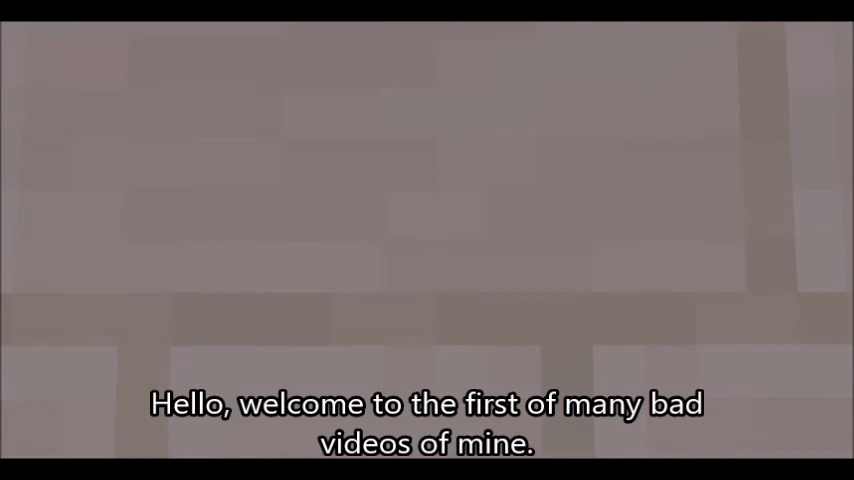 Hello, welcome to the first of many bad
videos of mine.